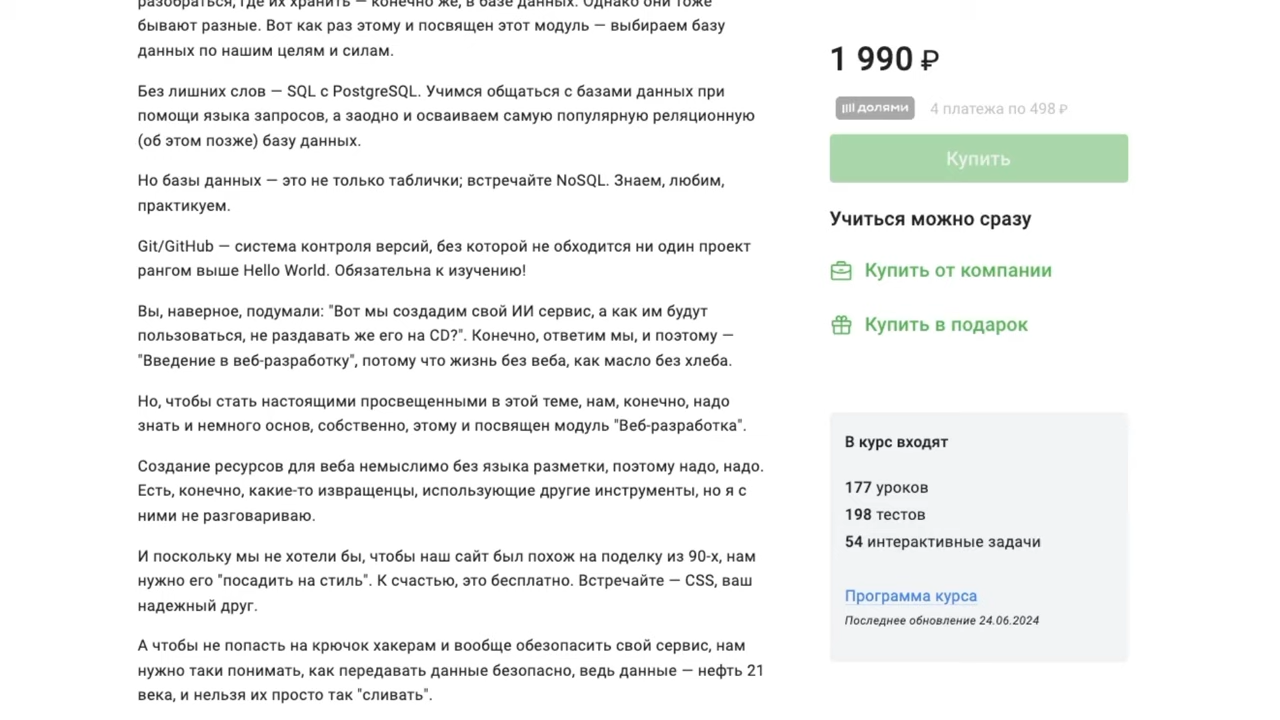 разобраться, где их хранить — конечно же, в базе данных. Однако они тоже
бывают разные. Вот как раз этому и посвящен этот модуль — выбираем базу
данных по нашим целям и силам.
Без лишних слов — SQL с PostgreSQL. Учимся общаться с базами данных при
помощи языка запросов, а заодно и осваиваем самую популярную реляционную
(об этом позже) базу данных.
Но базы данных — это не только таблички; встречайте NoSQL. Знаем, любим,
практикуем.
Git/GitHub — система контроля версий, без которой не обходится ни один проект
рангом выше Hello World. Обязательна к изучению!
Вы, наверное, подумали: "Вот мы создадим свой ИИ сервис, а как им будут
пользоваться, не раздавать же его на CD?". Конечно, ответим мы, и поэтому —
"Введение в веб-разработку", потому что жизнь без веба, как масло без хлеба.
Но, чтобы стать настоящими просвещенными в этой теме, нам, конечно, надо
знать и немного основ, собственно, этому и посвящен модуль "Веб-разработка".
Создание ресурсов для веба немыслимо без языка разметки, поэтому надо, надо.
Есть, конечно, какие-то извращенцы, использующие другие инструменты, но я с
ними не разговариваю.
И поскольку мы не хотели бы, чтобы наш сайт был похож на поделку из 90-х, нам
нужно его "посадить на стиль". К счастью, это бесплатно. Встречайте — CSS, ваш
надежный друг.
А чтобы не попасть на крючок хакерам и вообще обезопасить свой сервис, нам
нужно таки понимать, как передавать данные безопасно, ведь данные — нефть 21
века, и нельзя их просто так "сливать".
1 990 ₽
долями 4 платежа по 498 ₽
Купить
Учиться можно сразу
Купить от компании
Купить в подарок
В курс входят
177 уроков
198 тестов
54 интерактивные задачи
Программа курса
Последнее обновление 24.06.2024